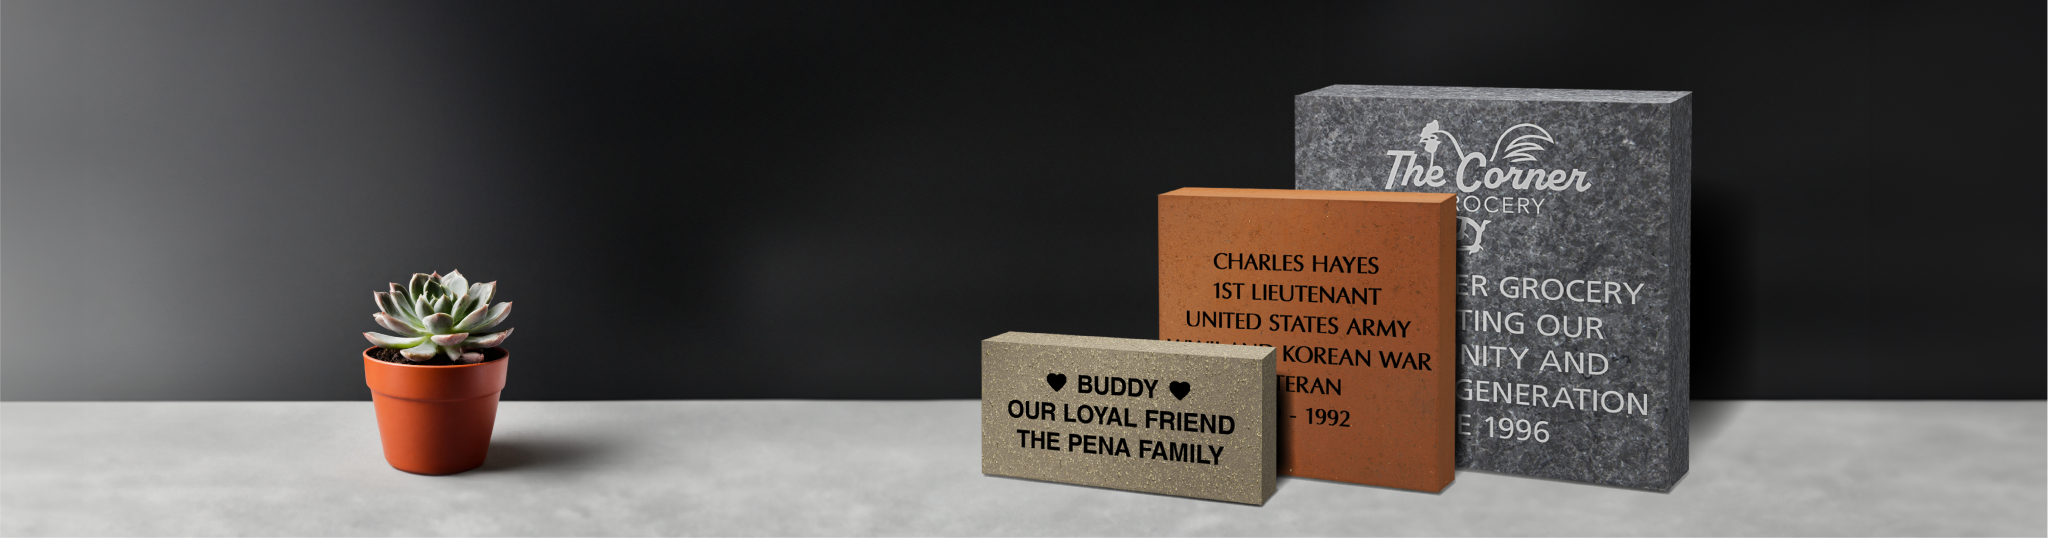 ♥ BUDDY ♥
OUR LOYAL FRIEND
THE PENA FAMILY
CHARLES HAYES
1ST LIEUTENANT
UNITED STATES ARMY
AND KOREAN WAR
TERAN
- 1992
The Corner
ROCERY
ER GROCERY
TING OUR
NITY AND
GENERATION
E 1996